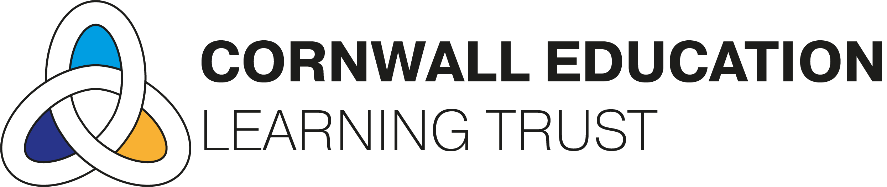 CORNWALL EDUCATION
LEARNING TRUST